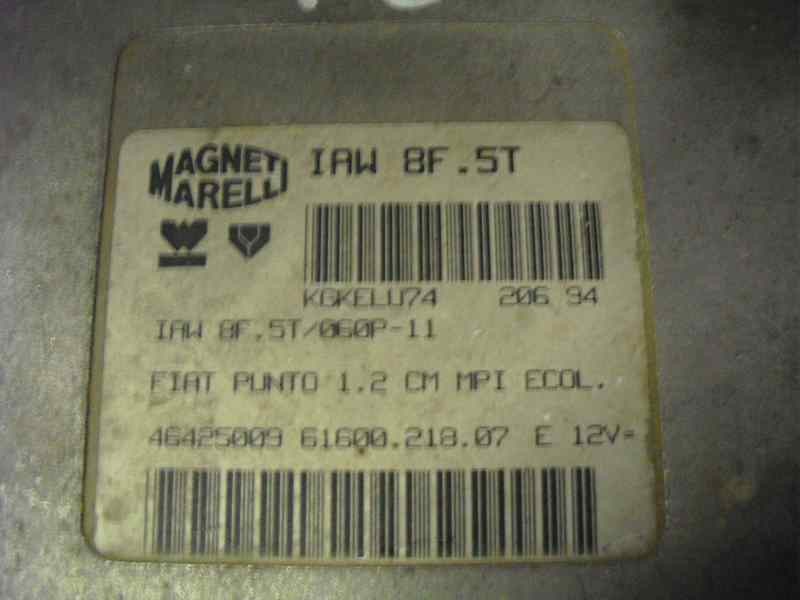 MAGNETI MARELLI
IAW 8F.5T
KGKELU74 206 94
IAW 8F.5T/060P-11
FIAT PUNTO 1.2 CM MPI ECOL.
46425009 61600.218.07 E 12V=